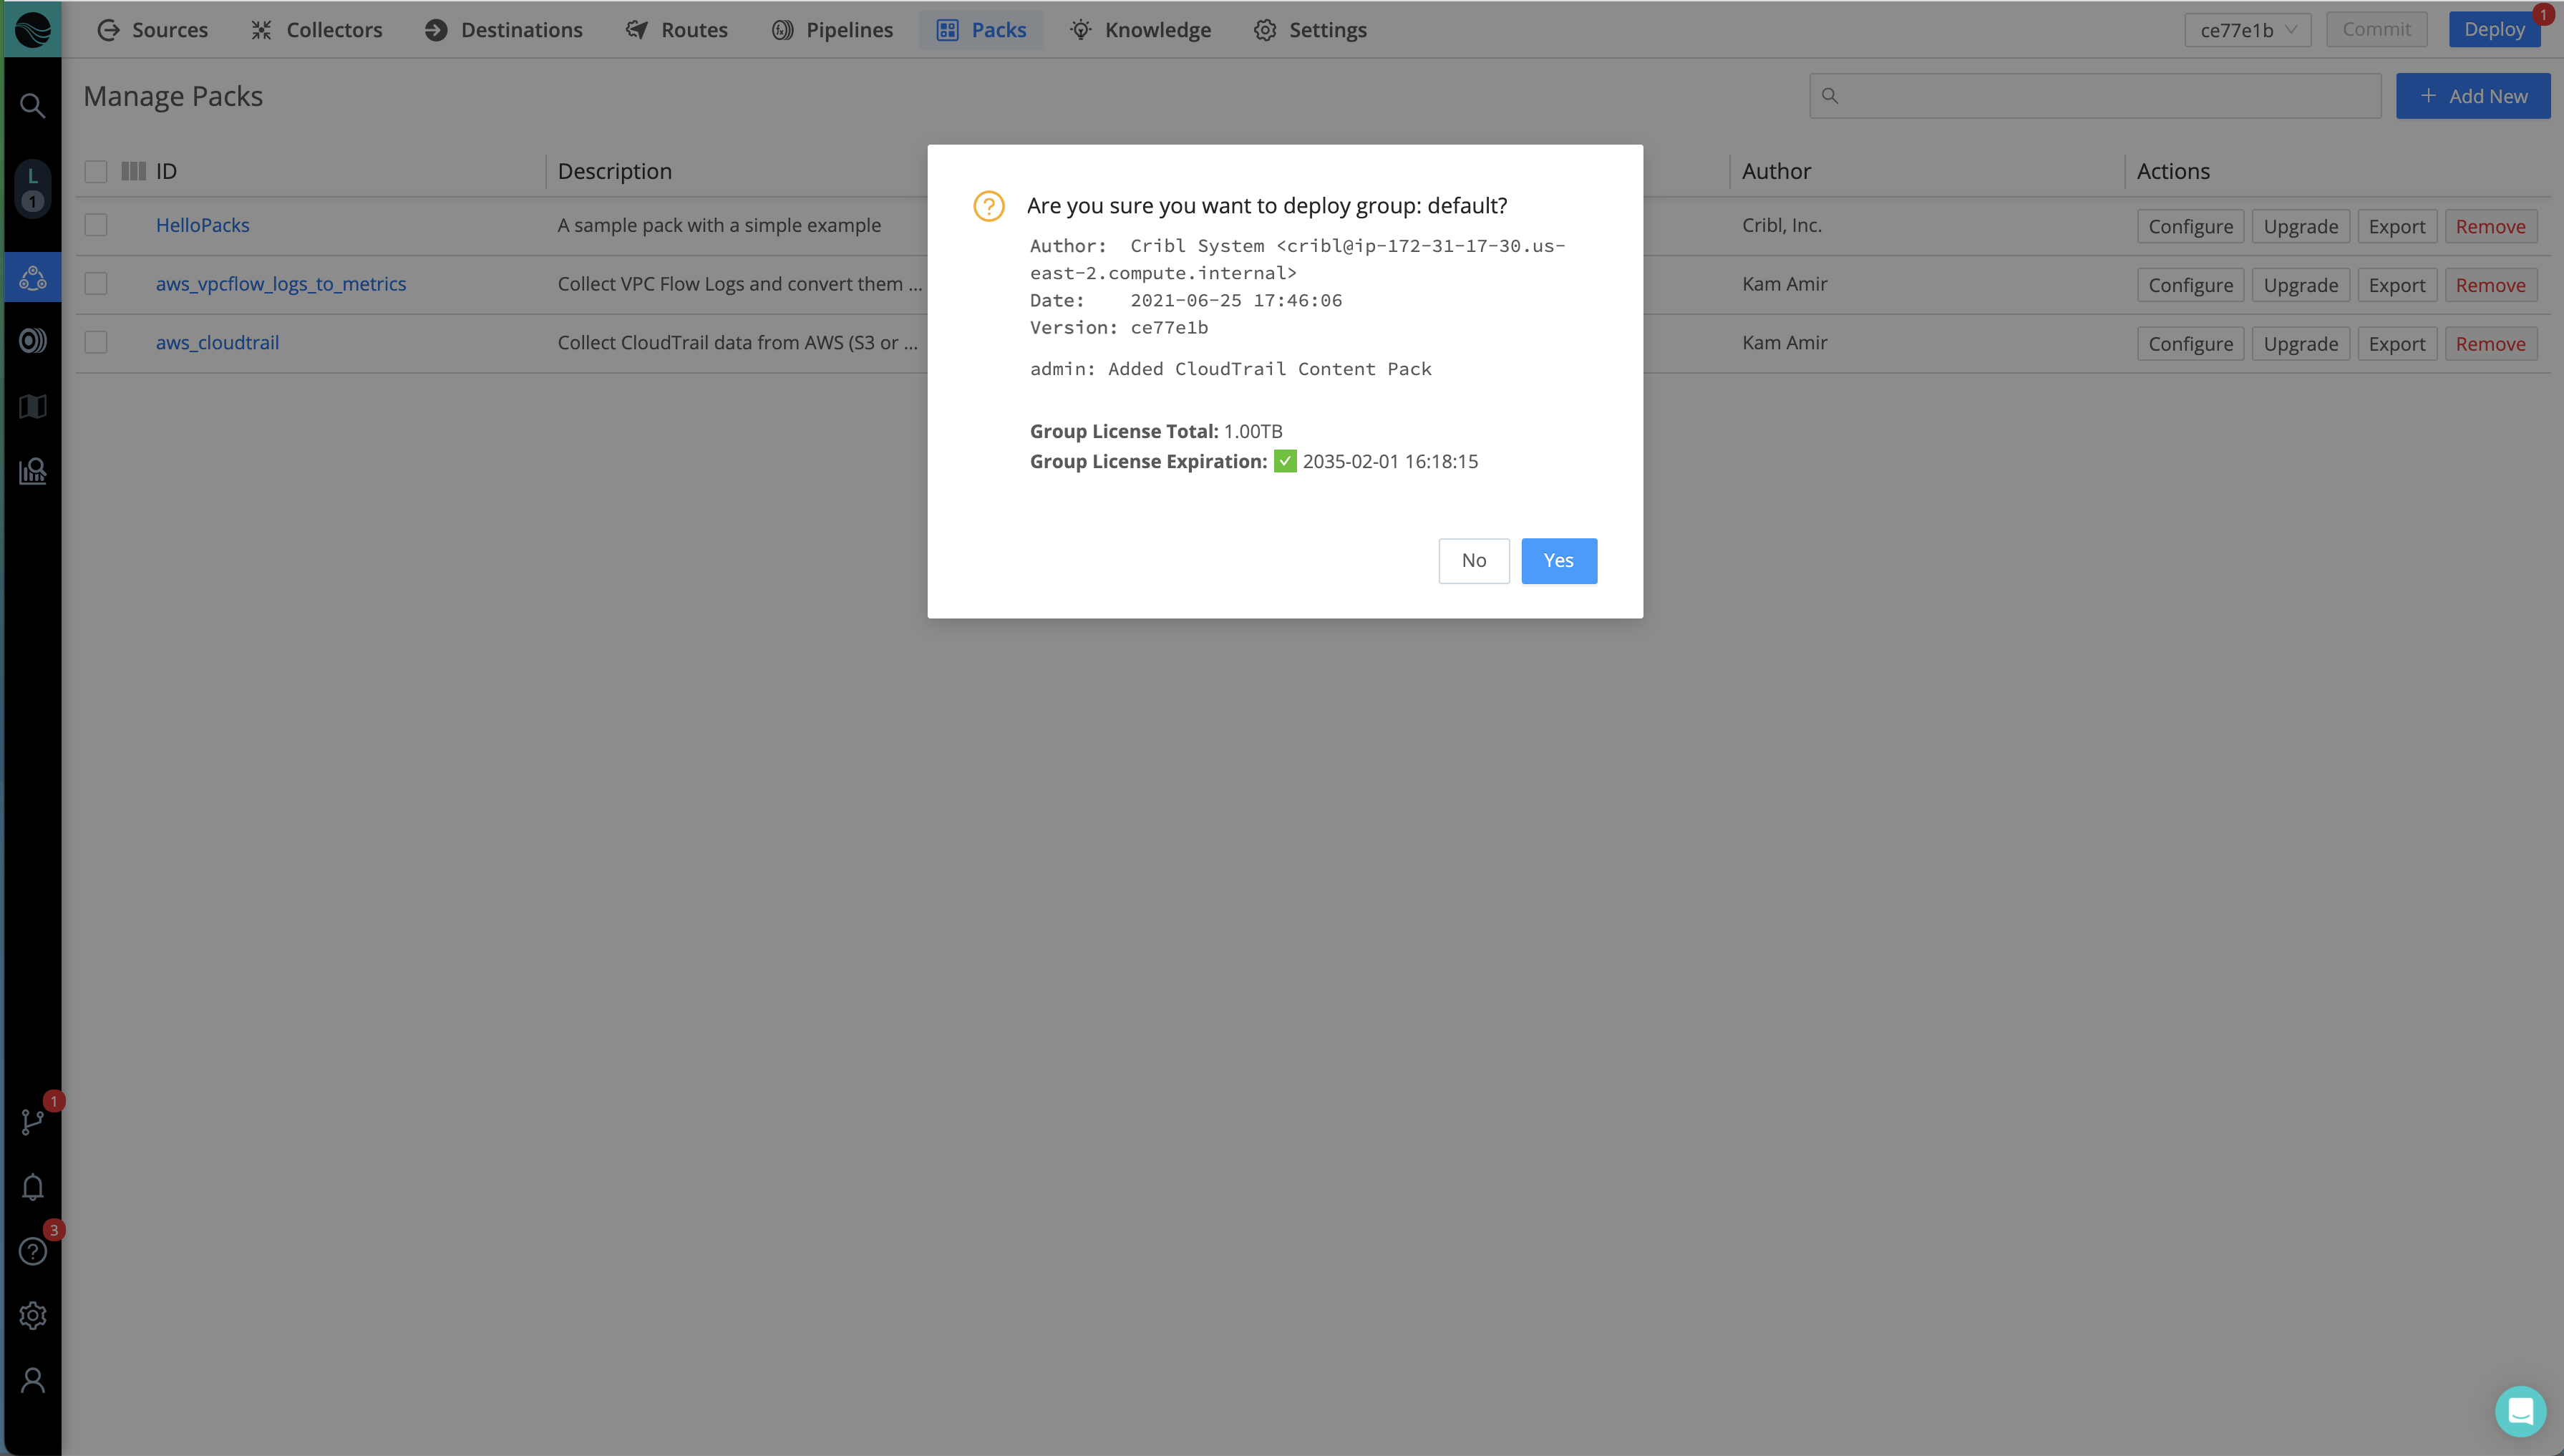 Sources Collectors Destinations Routes Pipelines Packs Knowledge Settings ce77e1b Commit Deploy 1
Manage Packs + Add New
L
1
ID Description Author Actions
HelloPacks A sample pack with a simple example Cribl, Inc. Configure Upgrade Export Remove
aws_vpcflow_logs_to_metrics Collect VPC Flow Logs and convert them ... Kam Amir Configure Upgrade Export Remove
aws_cloudtrail Collect CloudTrail data from AWS (S3 or ... Kam Amir Configure Upgrade Export Remove
Are you sure you want to deploy group: default?
Author: Cribl System <cribl@ip-172-31-17-30.us-
east-2.compute.internal>
Date: 2021-06-25 17:46:06
Version: ce77e1b
admin: Added CloudTrail Content Pack
Group License Total: 1.00TB
Group License Expiration: ✅ 2035-02-01 16:18:15
No Yes
1
3